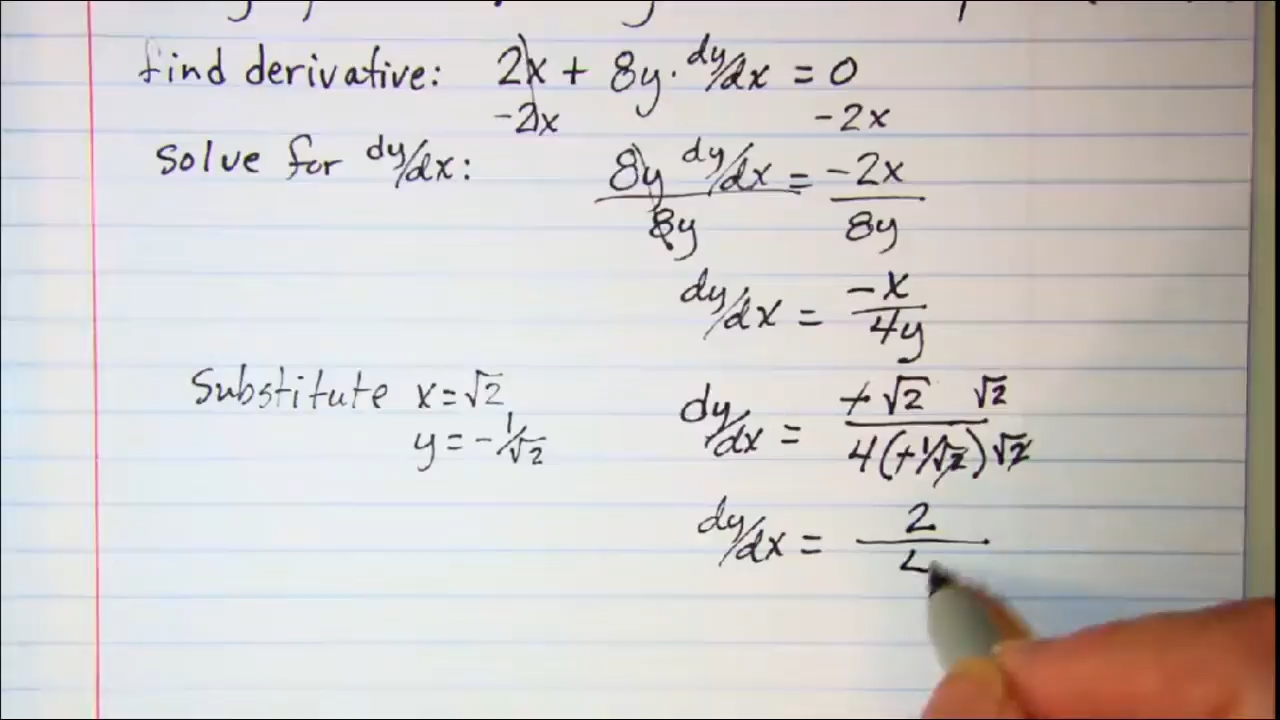 find derivative: 2x + 8y · dy/dx = 0
-2x -2x
Solve for dy/dx: 8y dy/dx = -2x
8y 8y
dy/dx = -x/4y
Substitute x = √2, dy/dx = -√2 √2 / 4(-1/√2)√2
y = -1/√2
dy/dx = 2/4